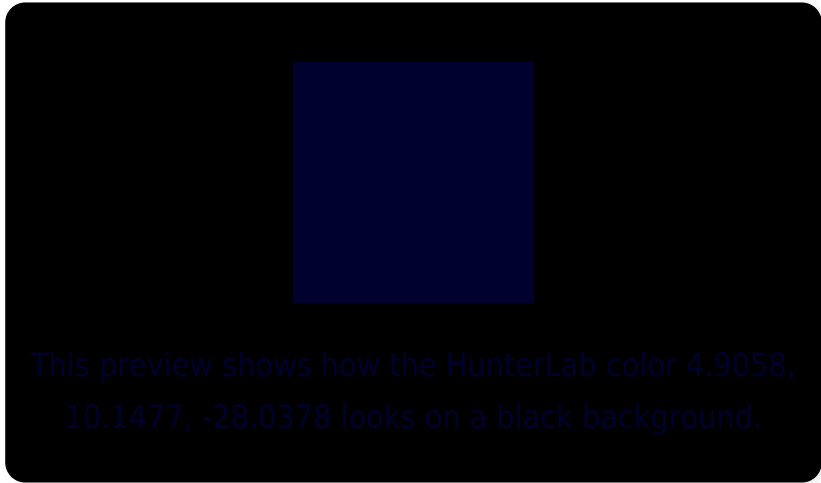 This preview shows how the HunterLab color 4.9058,
10.1477, -28.0378 looks on a black background.